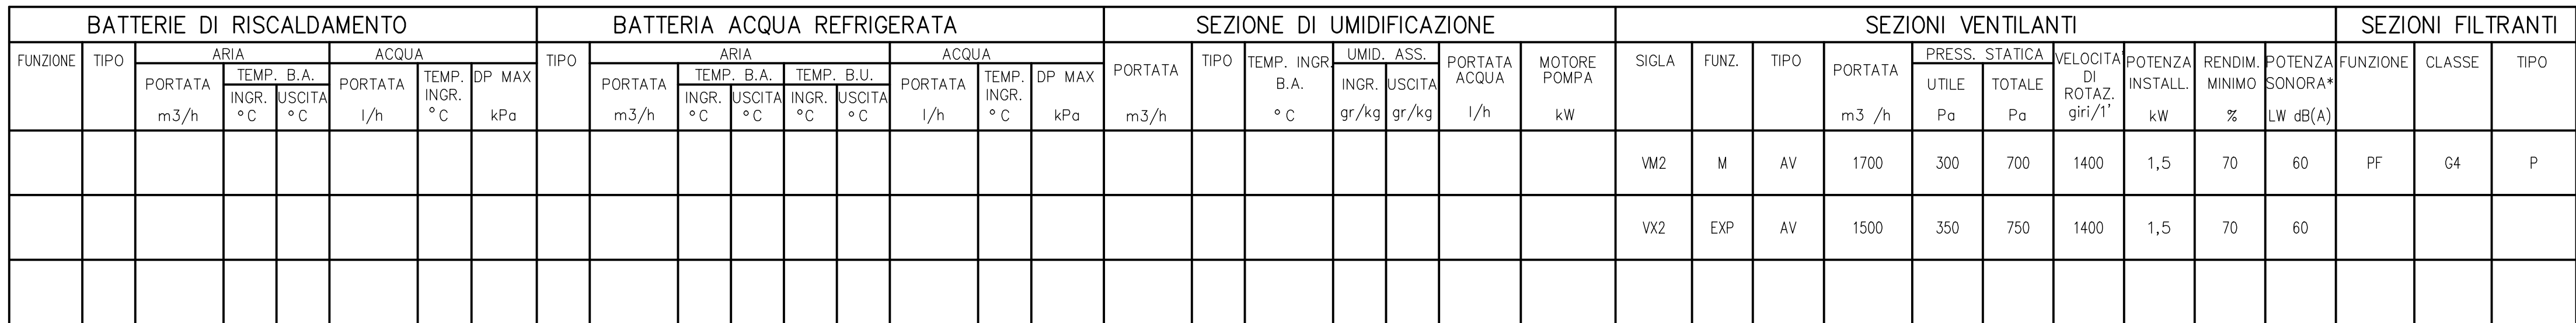 BATTERIE DI RISCALDAMENTO BATTERIA ACQUA REFRIGERATA SEZIONE DI UMIDIFICAZIONE SEZIONI VENTILANTI SEZIONI FILTRANTI
FUNZIONE TIPO ARIA ACQUA TIPO ARIA ACQUA PORTATA TIPO TEMP. INGR. UMID. ASS. PORTATA MOTORE SIGLA FUNZ. TIPO PORTATA PRESS. STATICA VELOCITA' POTENZA RENDIM. POTENZA FUNZIONE CLASSE TIPO
PORTATA TEMP. B.A. PORTATA TEMP. DP MAX PORTATA TEMP. B.A. TEMP. B.U. PORTATA TEMP. DP MAX B.A. INGR. USCITA ACQUA POMPA UTILE TOTALE DI INSTALL. MINIMO SONORA*
INGR. USCITA INGR. INGR. USCITA INGR. USCITA INGR. ROTAZ.
m3/h °C °C l/h °C kPa m3/h °C °C °C °C l/h °C kPa m3/h °C gr/kg gr/kg l/h kW m3 /h Pa Pa giri/1' kW % LW dB(A)
VM2 M AV 1700 300 700 1400 1,5 70 60 PF G4 P
VX2 EXP AV 1500 350 750 1400 1,5 70 60